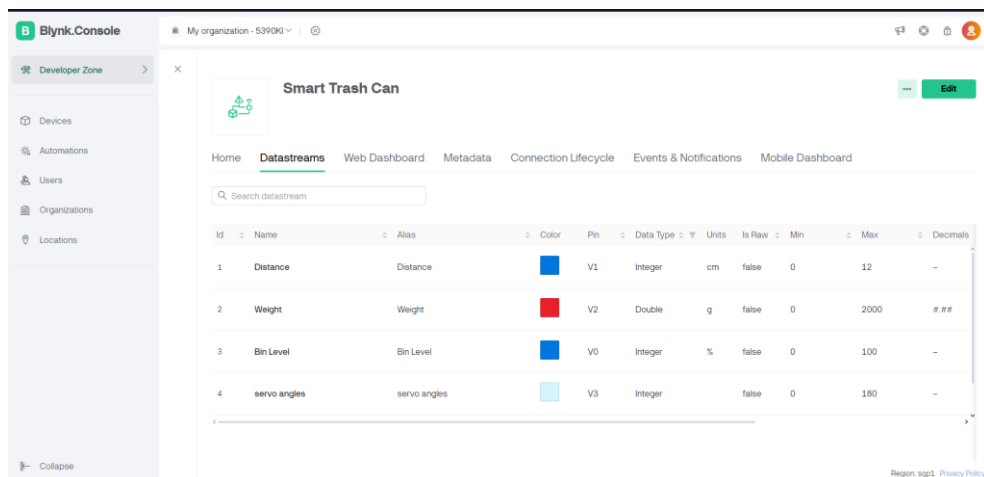 B Blynk.Console
My organization - 5390KI
Developer Zone
Devices
Automations
Users
Organizations
Locations
Collapse
Smart Trash Can
... Edit
Home Datastreams Web Dashboard Metadata Connection Lifecycle Events & Notifications Mobile Dashboard
Search datastream
Id Name Alias Color Pin Data Type Units Is Raw Min Max Decimals
1 Distance Distance V1 Integer cm false 0 12 –
2 Weight Weight V2 Double g false 0 2000 #.##
3 Bin Level Bin Level V0 Integer % false 0 100 –
4 servo angles servo angles V3 Integer false 0 180 –
Region: sgp1 Privacy Policy